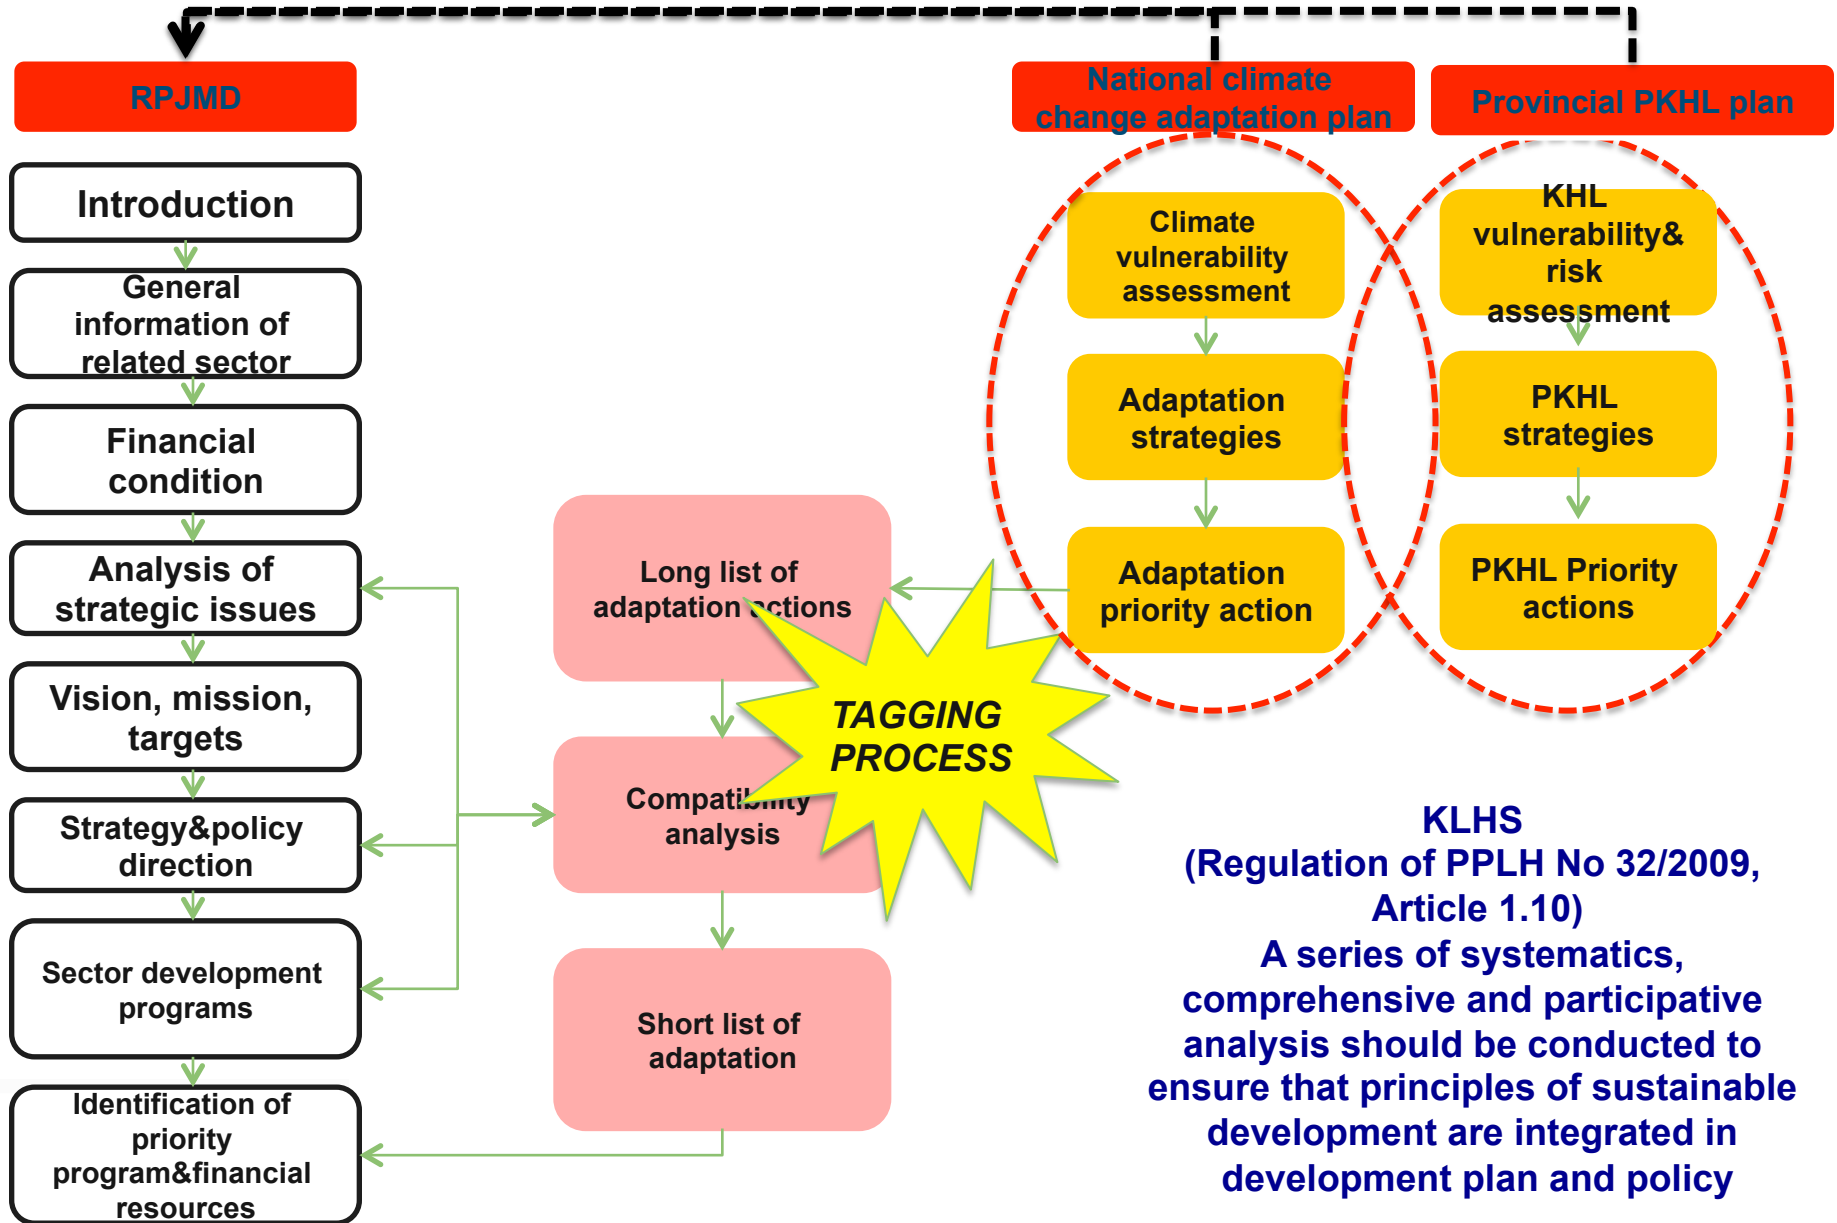 RPJMD
Introduction
General
information of
related sector
Financial
condition
Analysis of
strategic issues
Vision, mission,
targets
Strategy&policy
direction
Sector development
programs
Identification of
priority
program&financial
resources
Long list of
adaptation actions
Compatibility
analysis
Short list of
adaptation
TAGGING
PROCESS
National climate
change adaptation plan
Climate
vulnerability
assessment
Adaptation
strategies
Adaptation
priority action
Provincial PKHL plan
KHL
vulnerability&
risk
assessment
PKHL
strategies
PKHL Priority
actions
KLHS
(Regulation of PPLH No 32/2009,
Article 1.10)
A series of systematics,
comprehensive and participative
analysis should be conducted to
ensure that principles of sustainable
development are integrated in
development plan and policy